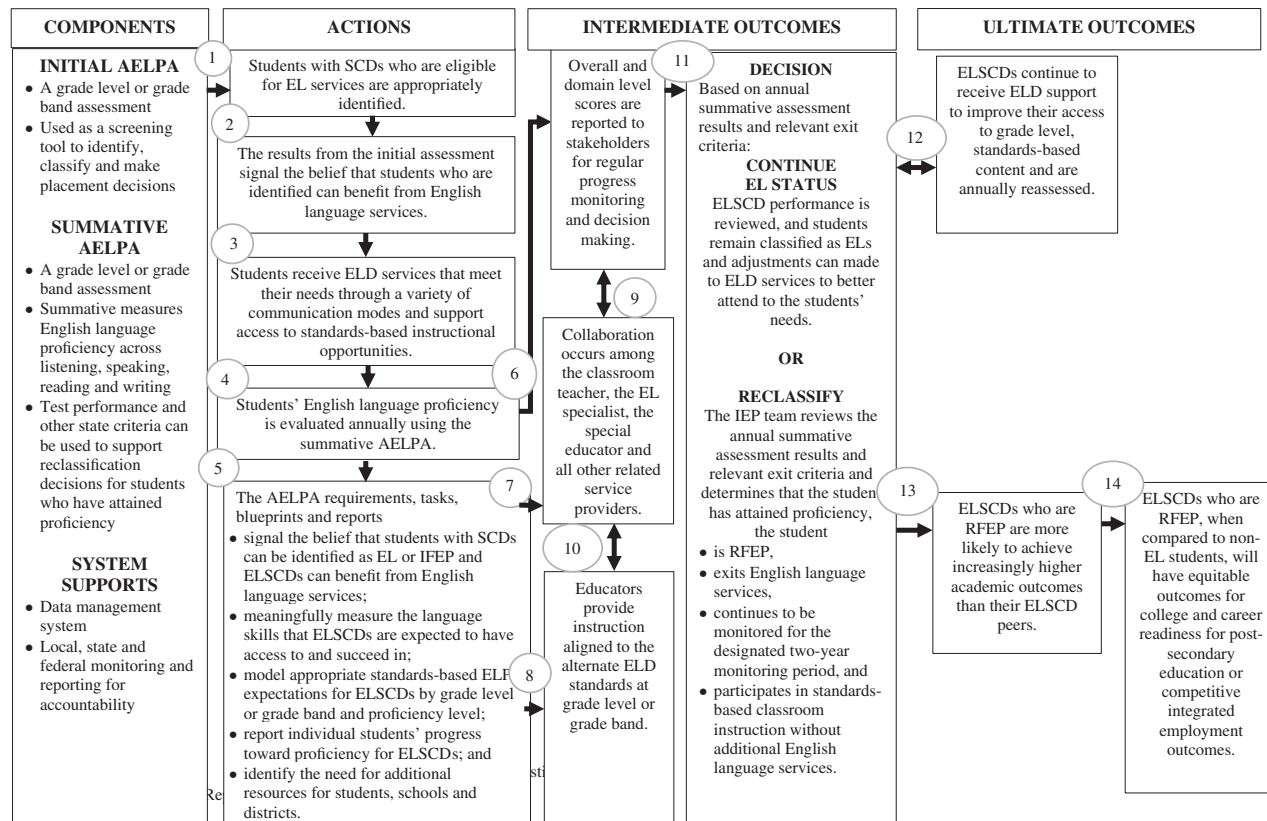 COMPONENTS
INITIAL AELPA
● A grade level or grade
band assessment
● Used as a screening
tool to identify,
classify and make
placement decisions
SUMMATIVE
AELPA
● A grade level or grade
band assessment
● Summative measures
English language
proficiency across
listening, speaking,
reading and writing
● Test performance and
other state criteria can
be used to support
reclassification
decisions for students
who have attained
proficiency
SYSTEM
SUPPORTS
● Data management
system
● Local, state and
federal monitoring and
reporting for
accountability
ACTIONS
1
Students with SCDs who are eligible
for EL services are appropriately
identified.
2
The results from the initial assessment
signal the belief that students who are
identified can benefit from English
language services.
3
Students receive ELD services that meet
their needs through a variety of
communication modes and support
access to standards-based instructional
opportunities.
4
6
Students’ English language proficiency
is evaluated annually using the
summative AELPA.
5
7
The AELPA requirements, tasks,
blueprints and reports
● signal the belief that students with SCDs
can be identified as EL or IFEP and
ELSCDs can benefit from English
language services;
● meaningfully measure the language
skills that ELSCDs are expected to have
access to and succeed in;
● model appropriate standards-based ELP
expectations for ELSCDs by grade level
or grade band and proficiency level;
8
● report individual students’ progress
toward proficiency for ELSCDs; and
● identify the need for additional
resources for students, schools and
districts.
Re
sti
INTERMEDIATE OUTCOMES
Overall and
domain level
scores are
reported to
stakeholders
for regular
progress
monitoring
and decision
making.
9
Collaboration
occurs among
the classroom
teacher, the EL
specialist, the
special
educator and
all other related
service
providers.
10
Educators
provide
instruction
aligned to the
alternate ELD
standards at
grade level or
grade band.
11
DECISION
Based on annual
summative assessment
results and relevant exit
criteria:
CONTINUE
EL STATUS
ELSCD performance is
reviewed, and students
remain classified as ELs
and adjustments can made
to ELD services to better
attend to the students’
needs.
OR
RECLASSIFY
The IEP team reviews the
annual summative
assessment results and
relevant exit criteria and
determines that the student
has attained proficiency,
the student
● is RFEP,
● exits English language
services,
● continues to be
monitored for the
designated two-year
monitoring period, and
● participates in standards-
based classroom
instruction without
additional English
language services.
ULTIMATE OUTCOMES
12
ELSCDs continue to
receive ELD support
to improve their access
to grade level,
standards-based
content and are
annually reassessed.
13
ELSCDs who are
RFEP are more
likely to achieve
increasingly higher
academic outcomes
than their ELSCD
peers.
14
ELSCDs who are
RFEP, when
compared to non-
EL students, will
have equitable
outcomes for
college and career
readiness for post-
secondary
education or
competitive
integrated
employment
outcomes.